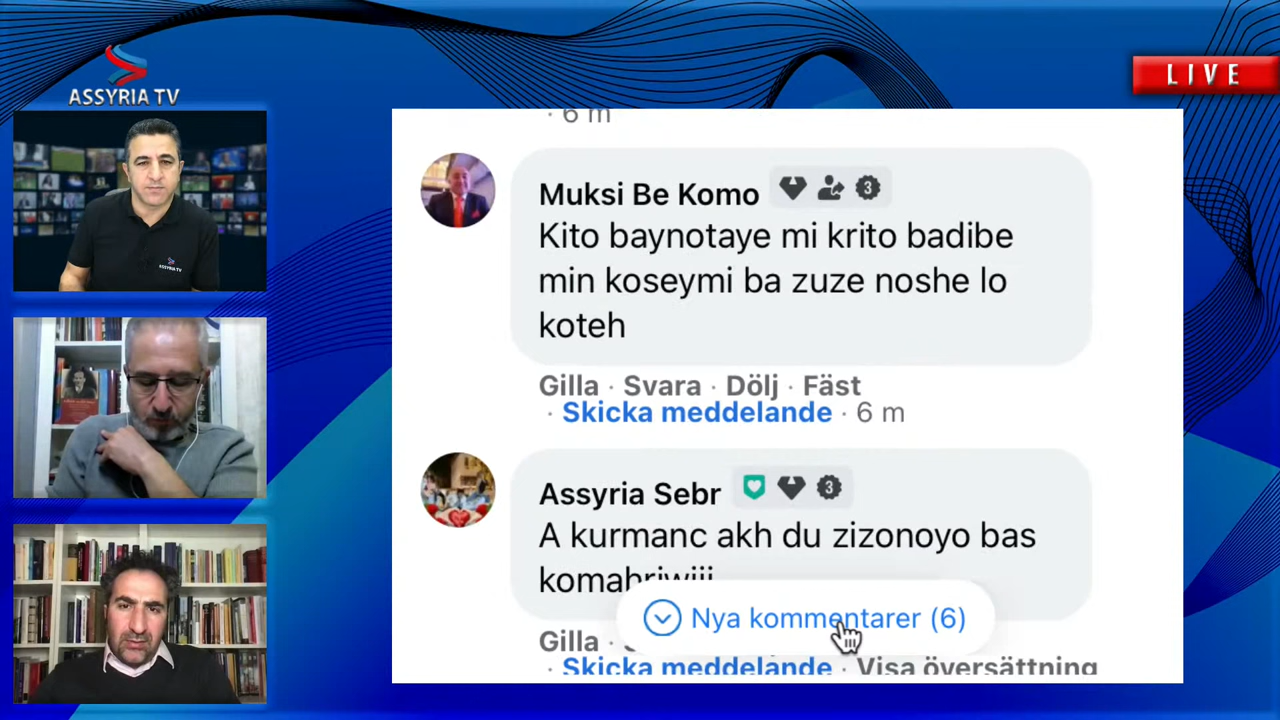 ASSYRIA TV
LIVE
· 6 m
Muksi Be Komo
Kito baynotaye mi krito badibe
min koseymi ba zuze noshe lo
koteh
Gilla · Svara · Dölj · Fäst
· Skicka meddelande · 6 m
Assyria Sebr
A kurmanc akh du zizonoyo bas
Nya kommentarer (6)
Gilla ·
· Skicka meddelande · Visa översättning
ASSYRIA TV